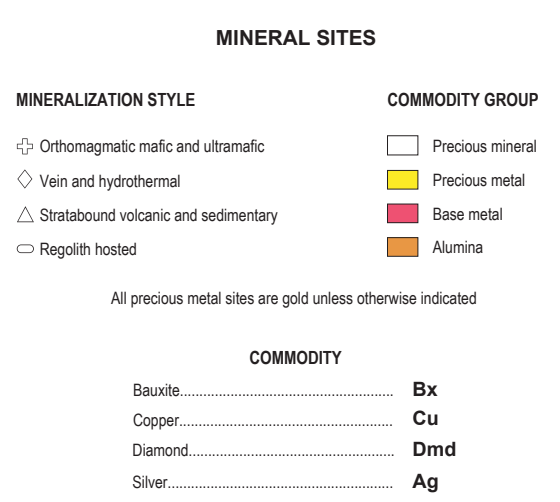 MINERAL SITES
MINERALIZATION STYLE
Orthomagmatic mafic and ultramafic
Vein and hydrothermal
Stratabound volcanic and sedimentary
Regolith hosted
COMMODITY GROUP
Precious mineral
Precious metal
Base metal
Alumina
All precious metal sites are gold unless otherwise indicated
COMMODITY
Bauxite...................................................... Bx
Copper...................................................... Cu
Diamond.................................................... Dmd
Silver......................................................... Ag